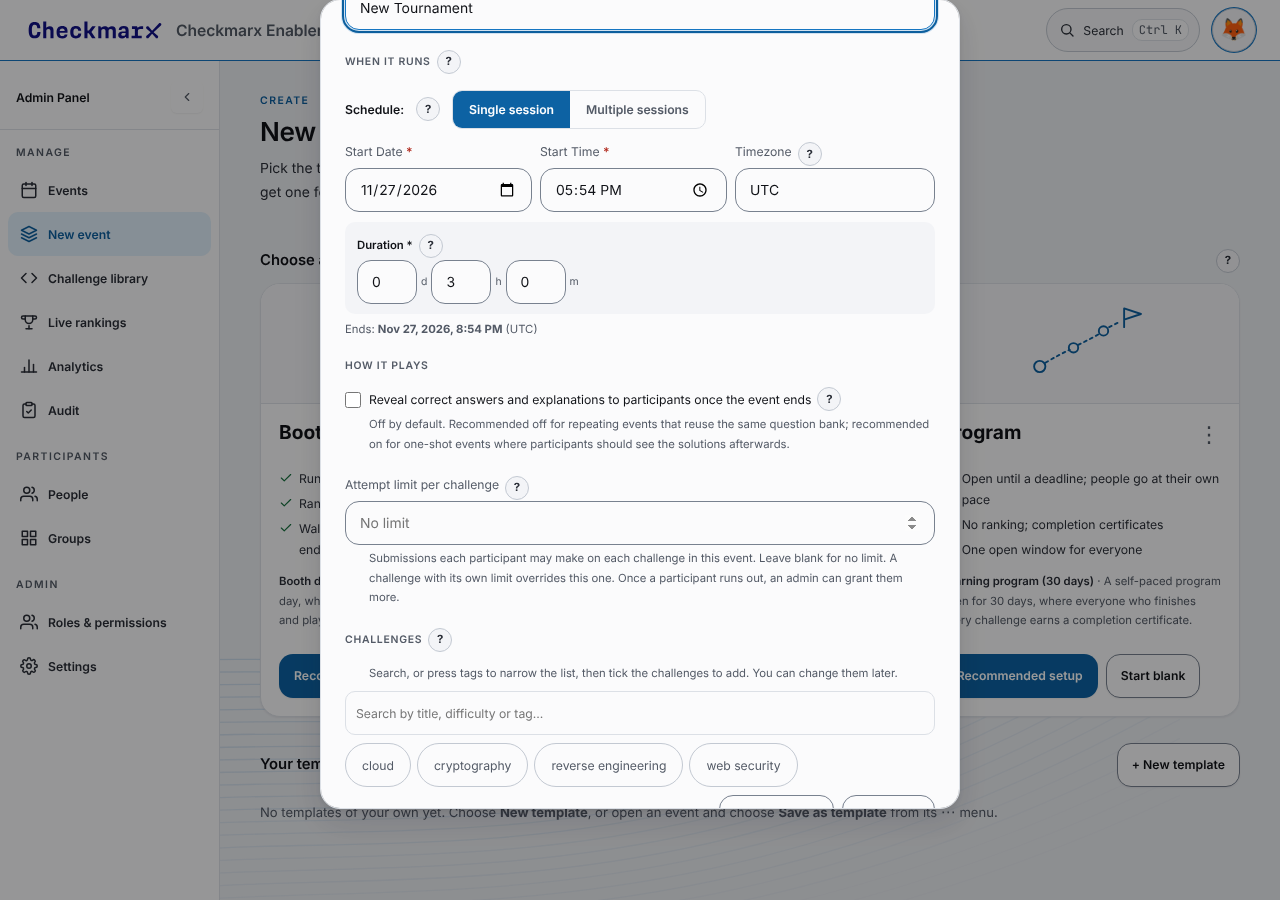 Checkmarx Checkmarx Enabler
Search Ctrl K
New Tournament
Admin Panel
MANAGE
Events
New event
Challenge library
Live rankings
Analytics
Audit
PARTICIPANTS
People
Groups
ADMIN
Roles & permissions
Settings
CREATE
New
Pick the
get one
Choose
?
WHEN IT RUNS ?
Schedule: ? Single session Multiple sessions
Start Date * Start Time * Timezone ?
11/27/2026 05:54 PM UTC
Duration * ?
0 d 3 h 0 m
Ends: Nov 27, 2026, 8:54 PM (UTC)
HOW IT PLAYS
Reveal correct answers and explanations to participants once the event ends ?
Off by default. Recommended off for repeating events that reuse the same question bank; recommended
on for one-shot events where participants should see the solutions afterwards.
Attempt limit per challenge ?
No limit
Submissions each participant may make on each challenge in this event. Leave blank for no limit. A
challenge with its own limit overrides this one. Once a participant runs out, an admin can grant them
more.
CHALLENGES ?
Search, or press tags to narrow the list, then tick the challenges to add. You can change them later.
Search by title, difficulty or tag...
cloud cryptography reverse engineering web security
Booth
Booth
day,
and
rogram
Open until a deadline; people go at their own
pace
No ranking; completion certificates
One open window for everyone
rning program (30 days) · A self-paced program
n for 30 days, where everyone who finishes
ry challenge earns a completion certificate.
Recommended setup Start blank
Your
+ New template
No templates of your own yet. Choose New template, or open an event and choose Save as template from its ··· menu.